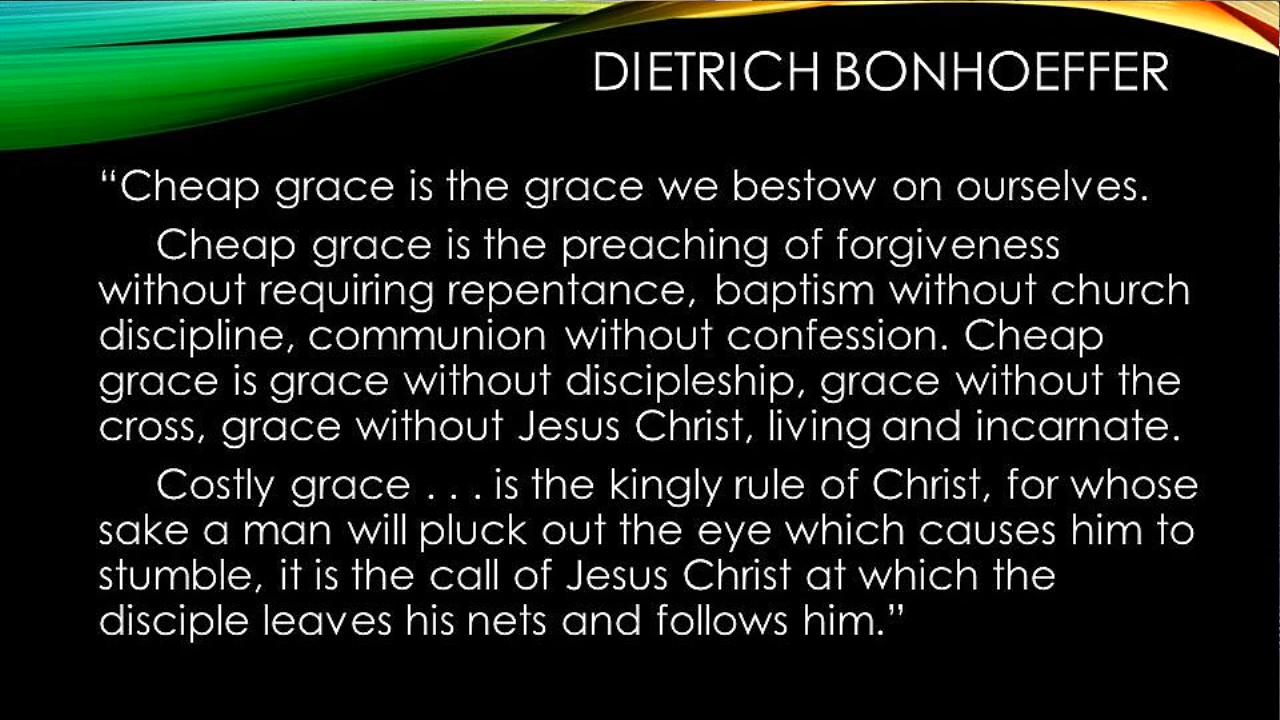 DIETRICH BONHOEFFER
“Cheap grace is the grace we bestow on ourselves.
Cheap grace is the preaching of forgiveness
without requiring repentance, baptism without church
discipline, communion without confession. Cheap
grace is grace without discipleship, grace without the
cross, grace without Jesus Christ, living and incarnate.
Costly grace . . . is the kingly rule of Christ, for whose
sake a man will pluck out the eye which causes him to
stumble, it is the call of Jesus Christ at which the
disciple leaves his nets and follows him.”